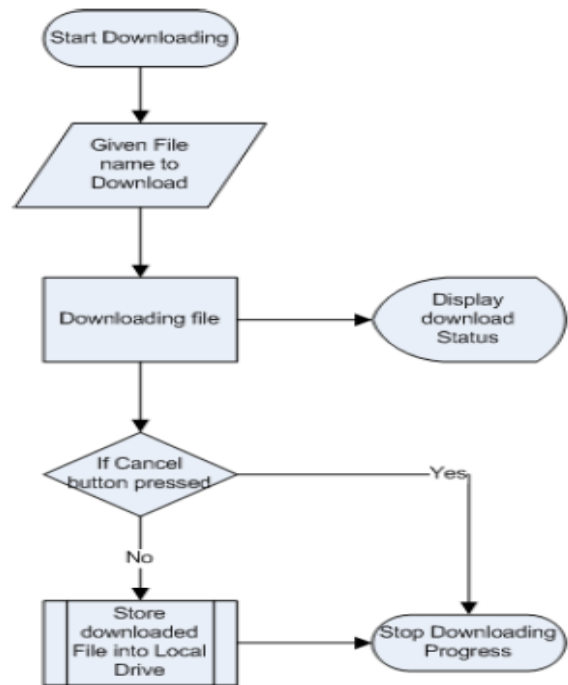 Start Downloading
Given File
name to
Download
Downloading file
Display
download
Status
If Cancel
button pressed
Yes
No
Store
downloaded
File into Local
Drive
Stop Downloading
Progress